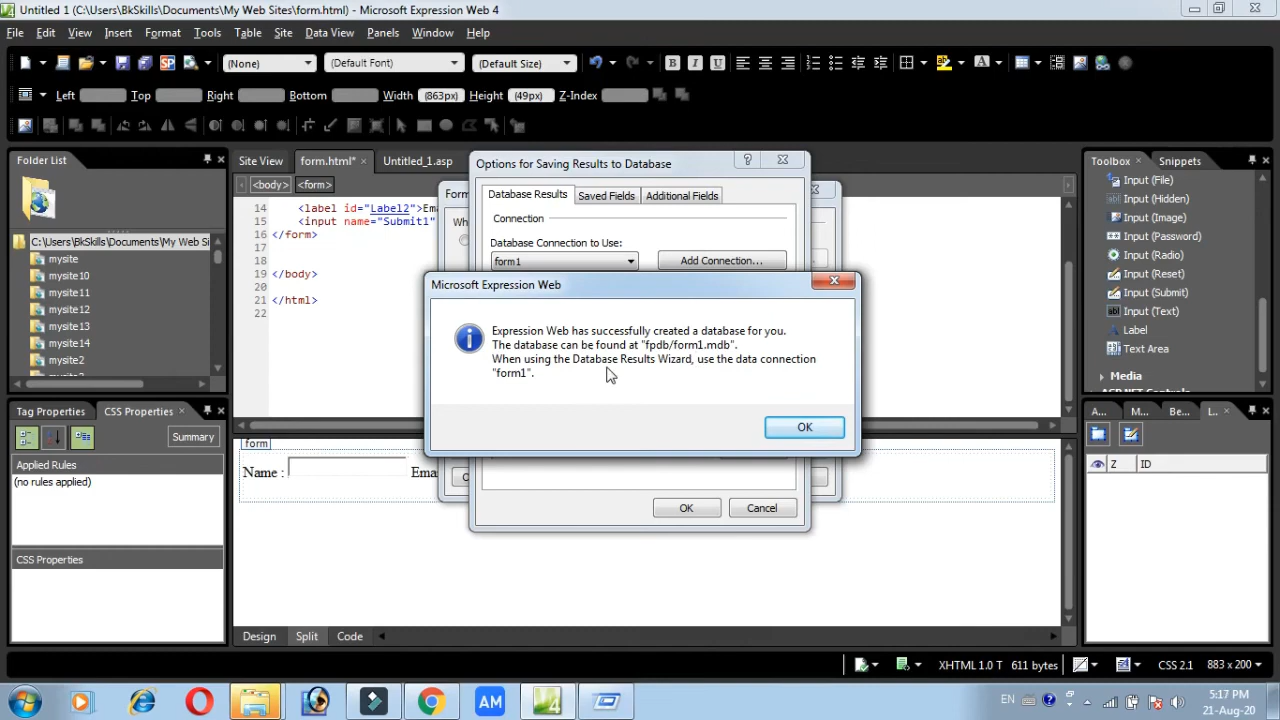 Untitled 1 (C:\Users\BkSkills\Documents\My Web Sites\form.html) - Microsoft Expression Web 4
File Edit View Insert Format Tools Table Site Data View Panels Window Help
(None) (Default Font) (Default Size)
Left Top Right Bottom Width (863px) Height (49px) Z-Index
Folder List
Site View form.html* Untitled_1.asp
<body> <form>
14 <label id="Label2">Ema
15 <input name="Submit1"
16 </form>
17
18
19 </body>
20
21 </html>
22
C:\Users\BkSkills\Documents\My Web Si
mysite
mysite10
mysite11
mysite12
mysite13
mysite14
mysite2
Form
Wh
Options for Saving Results to Database
Database Results Saved Fields Additional Fields
Connection
Database Connection to Use:
form1 Add Connection...
Microsoft Expression Web
Expression Web has successfully created a database for you.
The database can be found at "fpdb/form1.mdb".
When using the Database Results Wizard, use the data connection
"form1".
OK
OK Cancel
Toolbox Snippets
Input (File)
Input (Hidden)
Input (Image)
Input (Password)
Input (Radio)
Input (Reset)
Input (Submit)
Input (Text)
Label
Text Area
Media
Tag Properties CSS Properties
Summary
Applied Rules
(no rules applied)
CSS Properties
form
Name : Ema
A... M... Be... L..
Z ID
Design Split Code
XHTML 1.0 T 611 bytes CSS 2.1 883 x 200
AM
EN
5:17 PM
21-Aug-20